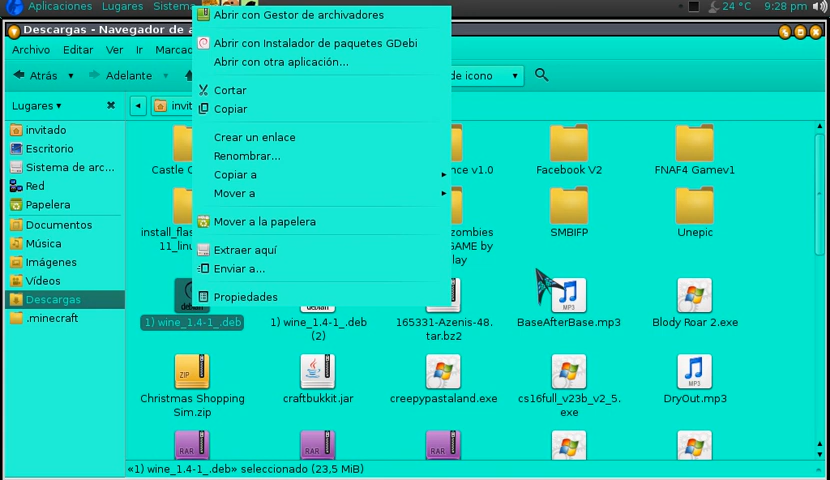 Aplicaciones Lugares Sistema
24 °C 9:28 pm
Descargas - Navegador de a
Archivo Editar Ver Ir Marcad
Atrás Adelante de icono
Lugares invit
invitado
Escritorio
Sistema de arc...
Red
Papelera
Documentos
Música
Imágenes
Vídeos
Descargas
.minecraft
Abrir con Gestor de archivadores
Abrir con Instalador de paquetes GDebi
Abrir con otra aplicación...
Cortar
Copiar
Crear un enlace
Renombrar...
Copiar a
Mover a
Mover a la papelera
Extraer aquí
Enviar a...
Propiedades
Castle C nce v1.0 Facebook V2 FNAF4 Gamev1
install_flas
11_linu
zombies
GAME by
lay
SMBIFP Unepic
1) wine_1.4-1_.deb
1) wine_1.4-1_.deb
(2)
165331-Azenis-48.
tar.bz2
BaseAfterBase.mp3
Blody Roar 2.exe
ZIP
Christmas Shopping
Sim.zip
craftbukkit.jar
creepypastaland.exe
cs16full_v23b_v2_5.
exe
MP3
DryOut.mp3
RAR RAR RAR
«1) wine_1.4-1_.deb» seleccionado (23,5 MiB)